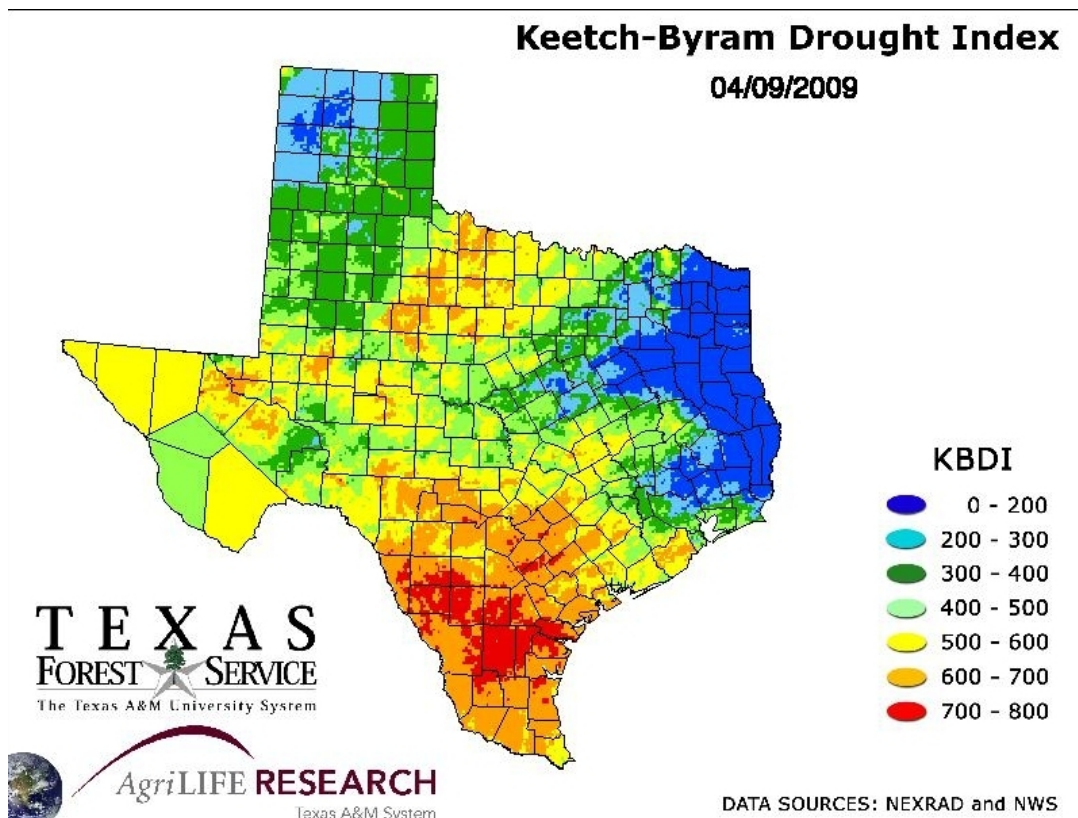 Keetch-Byram Drought Index
04/09/2009
KBDI
0 - 200
200 - 300
300 - 400
400 - 500
500 - 600
600 - 700
700 - 800
TEXAS
FOREST SERVICE
The Texas A&M University System
AgriLIFE RESEARCH
Texas A&M System
DATA SOURCES: NEXRAD and NWS